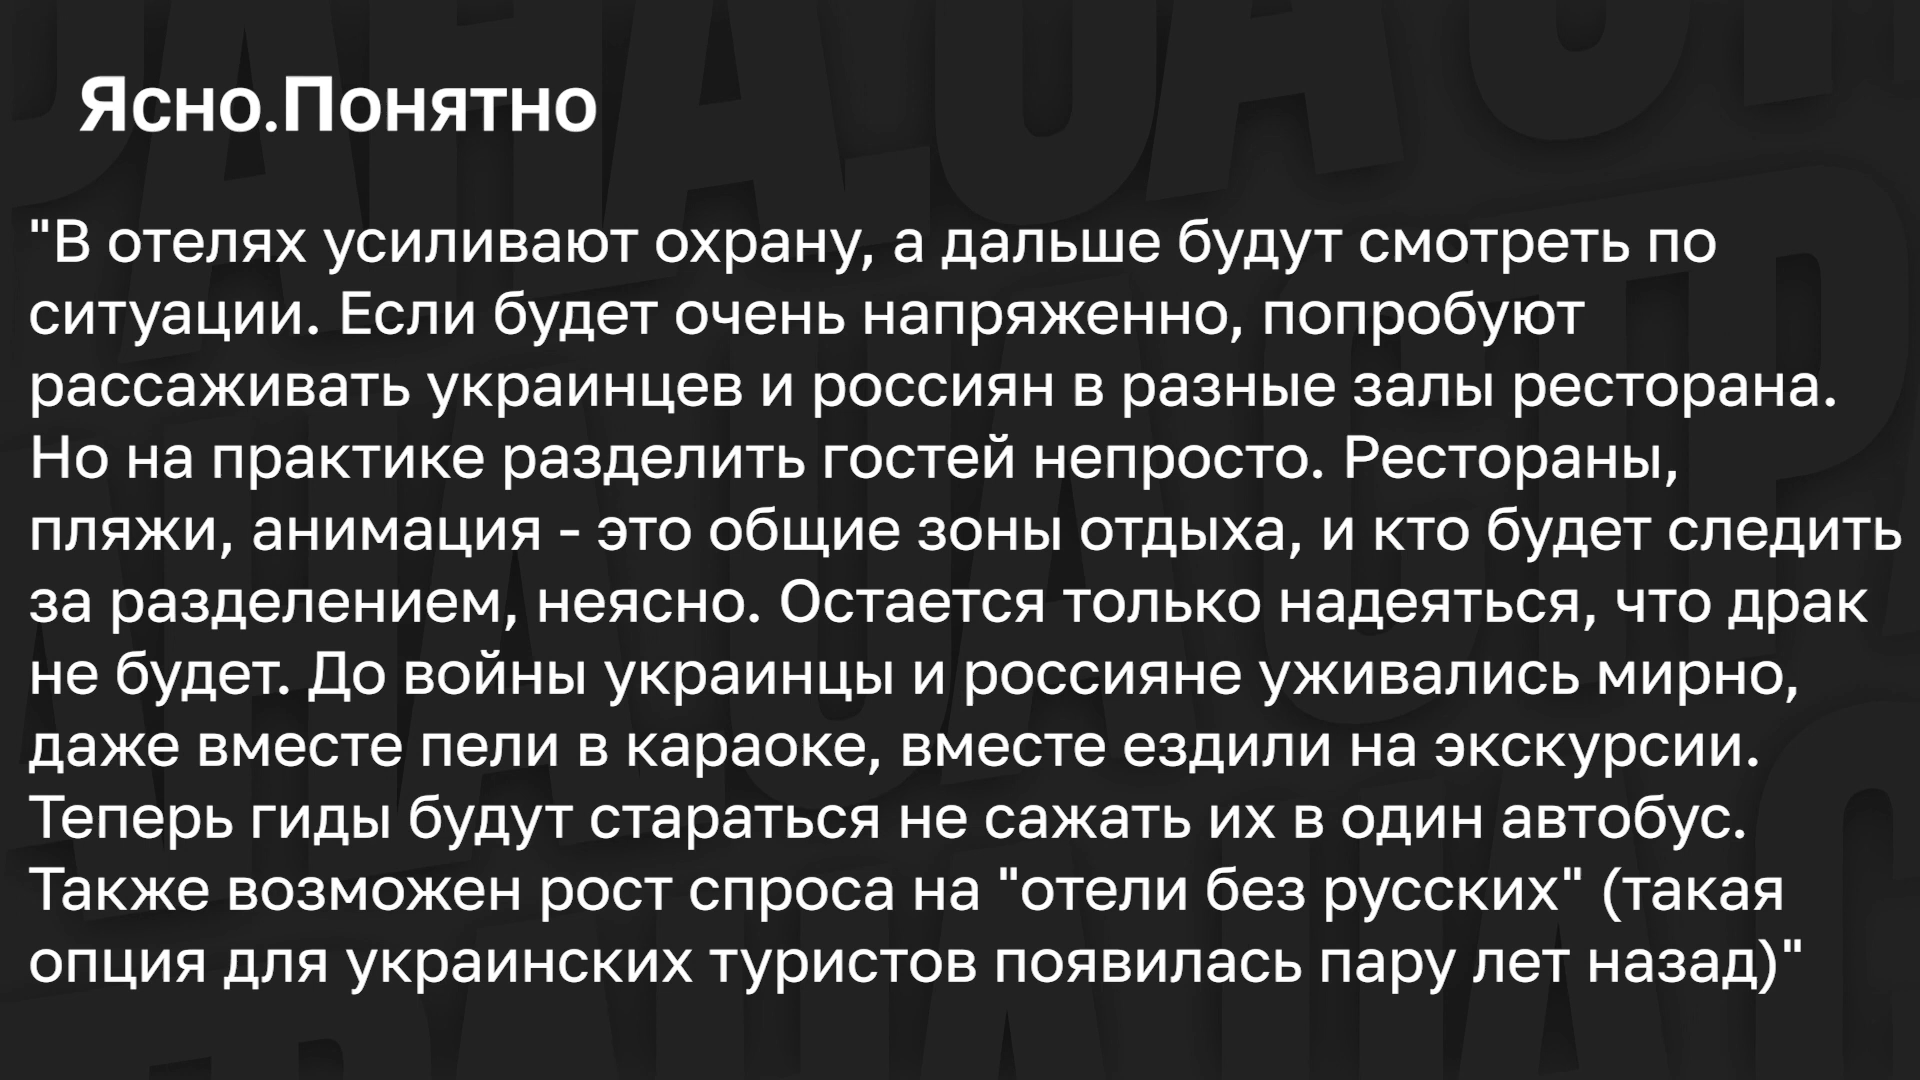 Ясно.Понятно
"В отелях усиливают охрану, а дальше будут смотреть по
ситуации. Если будет очень напряженно, попробуют
рассаживать украинцев и россиян в разные залы ресторана.
Но на практике разделить гостей непросто. Рестораны,
пляжи, анимация - это общие зоны отдыха, и кто будет следить
за разделением, неясно. Остается только надеяться, что драк
не будет. До войны украинцы и россияне уживались мирно,
даже вместе пели в караоке, вместе ездили на экскурсии.
Теперь гиды будут стараться не сажать их в один автобус.
Также возможен рост спроса на "отели без русских" (такая
опция для украинских туристов появилась пару лет назад)"